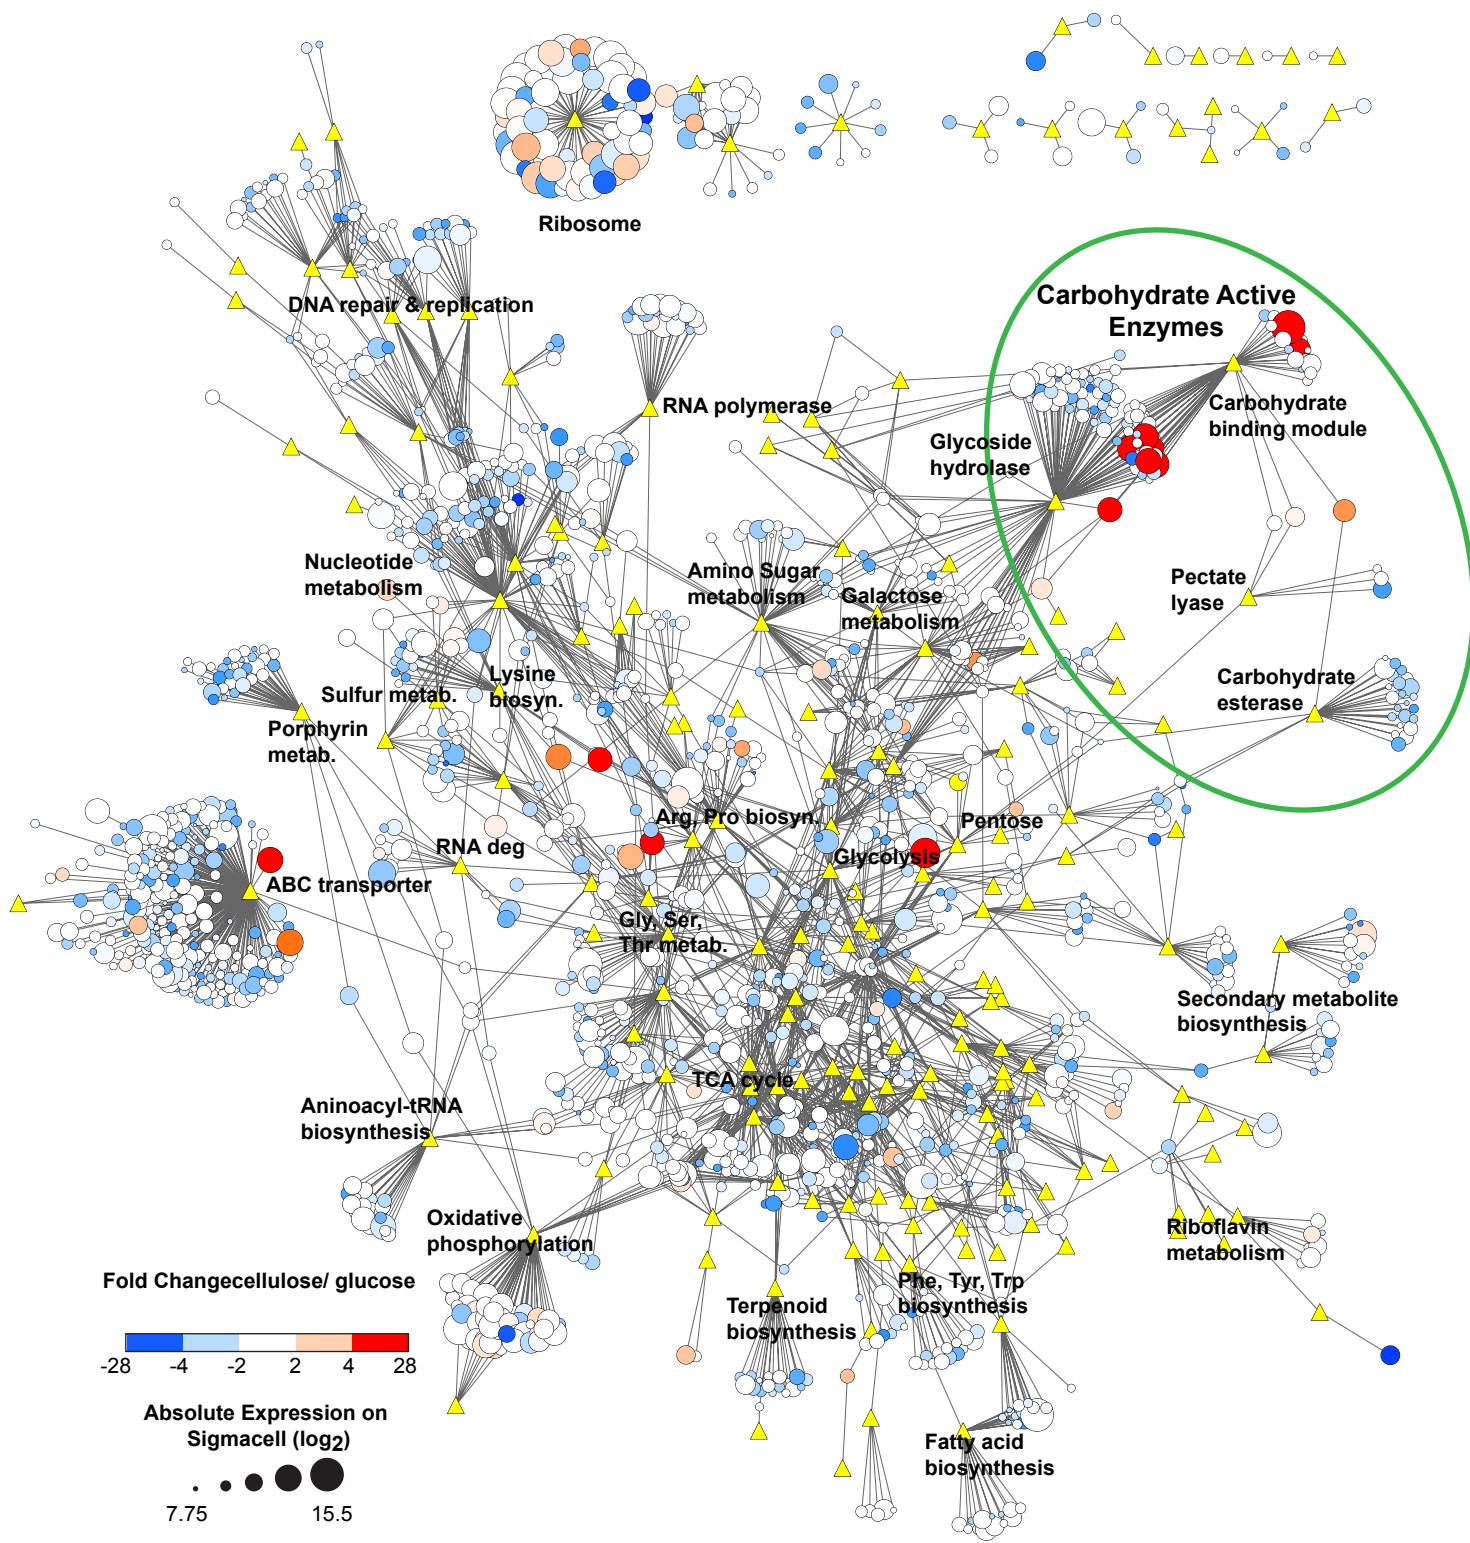 Ribosome
DNA repair & replication
Carbohydrate Active
Enzymes
RNA polymerase
Carbohydrate
binding module
Glycoside
hydrolase
Nucleotide
metabolism
Amino Sugar
metabolism
Galactose
metabolism
Pectate
lyase
Lysine
biosyn.
Sulfur metab.
Carbohydrate
esterase
Porphyrin
metab.
Arg, Pro biosyn.
Pentose
RNA deg
Glycolysis
ABC transporter
Gly, Ser,
Thr metab.
Secondary metabolite
biosynthesis
TCA cycle
Aninoacyl-tRNA
biosynthesis
Oxidative
phosphorylation
Riboflavin
metabolism
Fold Changecellulose/ glucose
Phe, Tyr, Trp
biosynthesis
Terpenoid
biosynthesis
-28 -4 -2 2 4 28
Absolute Expression on
Sigmacell (log2)
Fatty acid
biosynthesis
7.75 15.5